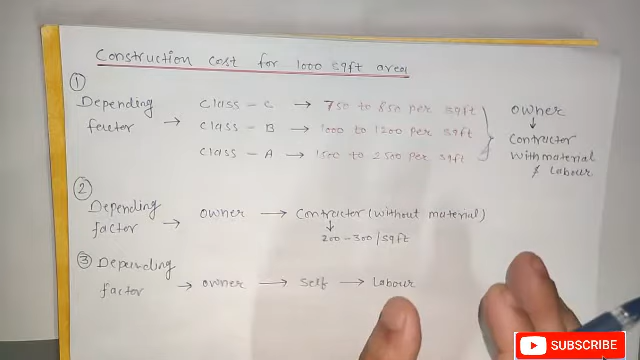 Construction cost for 1000 sqft area
①
Depending
factor → Class - C → 750 to 850 per sqft
Class - B → 1000 to 1200 per sqft
Class - A → 1500 to 2500 per sqft
owner
↓
Contractor
with material
& labour
②
Depending
factor → owner → Contractor (without material)
↓
200 - 300 / sqft
③ Depending
factor → owner → self → labour
SUBSCRIBE